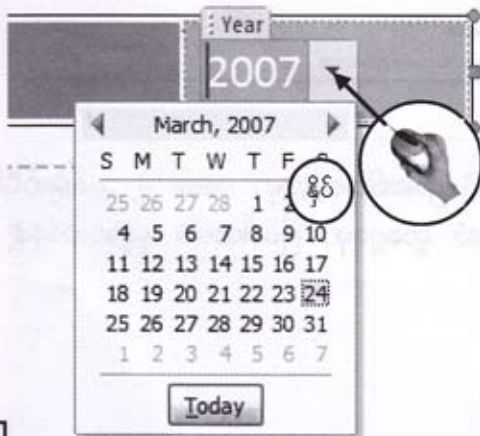 Year
2007
March, 2007
S M T W T F S
25 26 27 28 1 2
4 5 6 7 8 9 10
11 12 13 14 15 16 17
18 19 20 21 22 23 24
25 26 27 28 29 30 31
1 2 3 4 5 6 7
Today